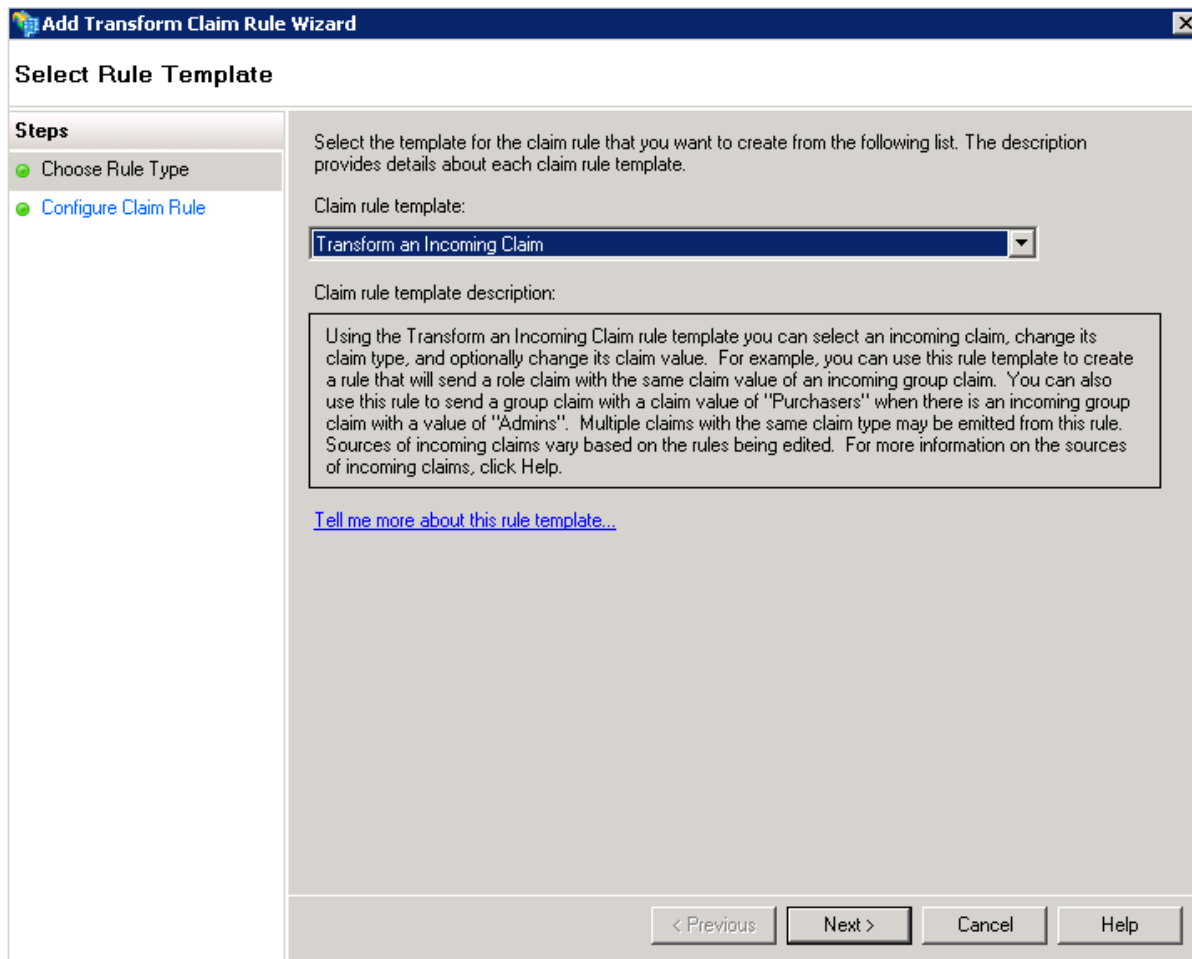 Add Transform Claim Rule Wizard
Select Rule Template
Steps
Choose Rule Type
Configure Claim Rule
Select the template for the claim rule that you want to create from the following list. The description
provides details about each claim rule template.
Claim rule template:
Transform an Incoming Claim
Claim rule template description:
Using the Transform an Incoming Claim rule template you can select an incoming claim, change its
claim type, and optionally change its claim value.  For example, you can use this rule template to create
a rule that will send a role claim with the same claim value of an incoming group claim.  You can also
use this rule to send a group claim with a claim value of "Purchasers" when there is an incoming group
claim with a value of "Admins".  Multiple claims with the same claim type may be emitted from this rule.
Sources of incoming claims vary based on the rules being edited.  For more information on the sources
of incoming claims, click Help.
Tell me more about this rule template...
< Previous
Next >
Cancel
Help